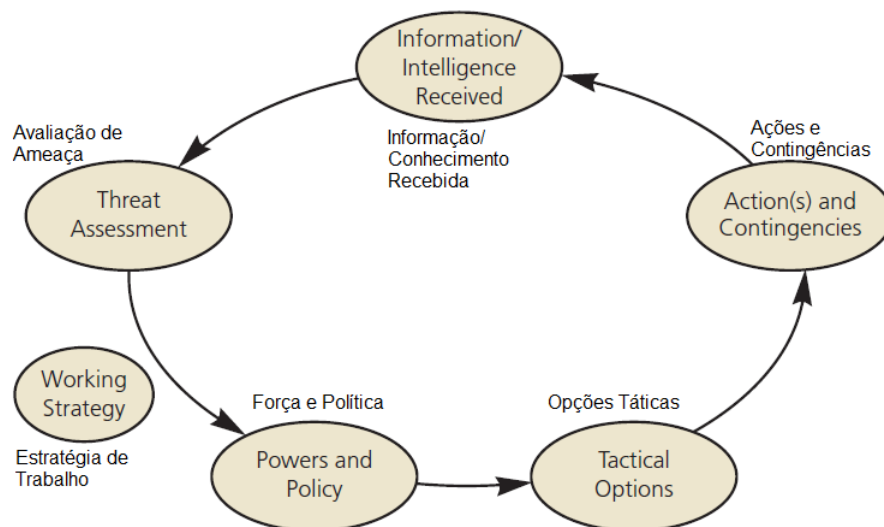 Information/
Intelligence
Received
Informação/
Conhecimento
Recebida
Avaliação de
Ameaça
Threat
Assessment
Working
Strategy
Estratégia de
Trabalho
Força e Política
Powers and
Policy
Opções Táticas
Tactical
Options
Ações e
Contingências
Action(s) and
Contingencies